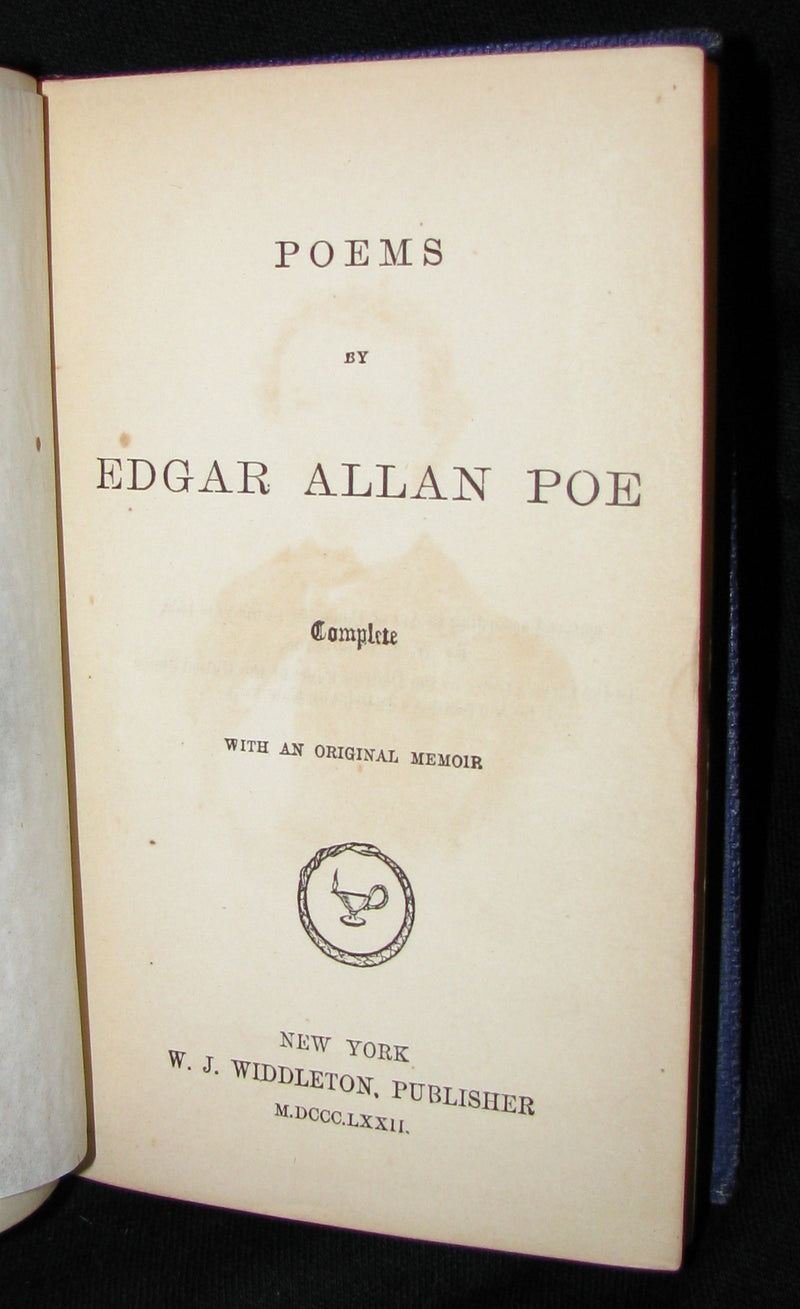 POEMS
BY
EDGAR ALLAN POE
Complete
WITH AN ORIGINAL MEMOIR
NEW YORK
W. J. WIDDLETON, PUBLISHER
M.DCCC.LXXII.